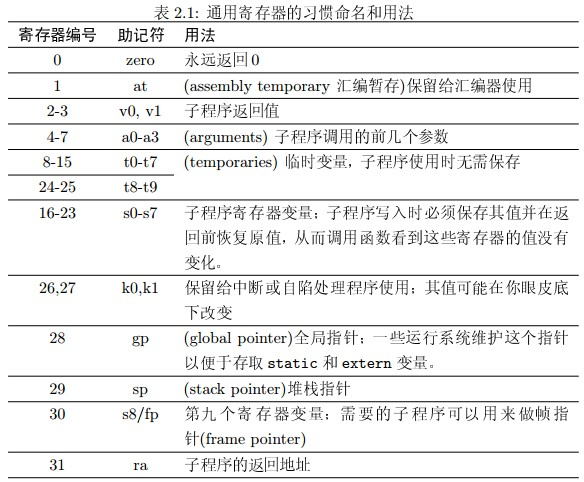 表 2.1: 通用寄存器的习惯命名和用法
寄存器编号 助记符 用法
0 zero 永远返回0
1 at (assembly temporary 汇编暂存)保留给汇编器使用
2-3 v0, v1 子程序返回值
4-7 a0-a3 (arguments) 子程序调用的前几个参数
8-15 t0-t7 (temporaries) 临时变量，子程序使用时无需保存
24-25 t8-t9
16-23 s0-s7 子程序寄存器变量；子程序写入时必须保存其值并在返
回前恢复原值，从而调用函数看到这些寄存器的值没有
变化。
26,27 k0,k1 保留给中断或自陷处理程序使用；其值可能在你眼皮底
下改变
28 gp (global pointer)全局指针；一些运行系统维护这个指针
以便于存取 static 和 extern 变量。
29 sp (stack pointer)堆栈指针
30 s8/fp 第九个寄存器变量；需要的子程序可以用来做帧指
针(frame pointer)
31 ra 子程序的返回地址